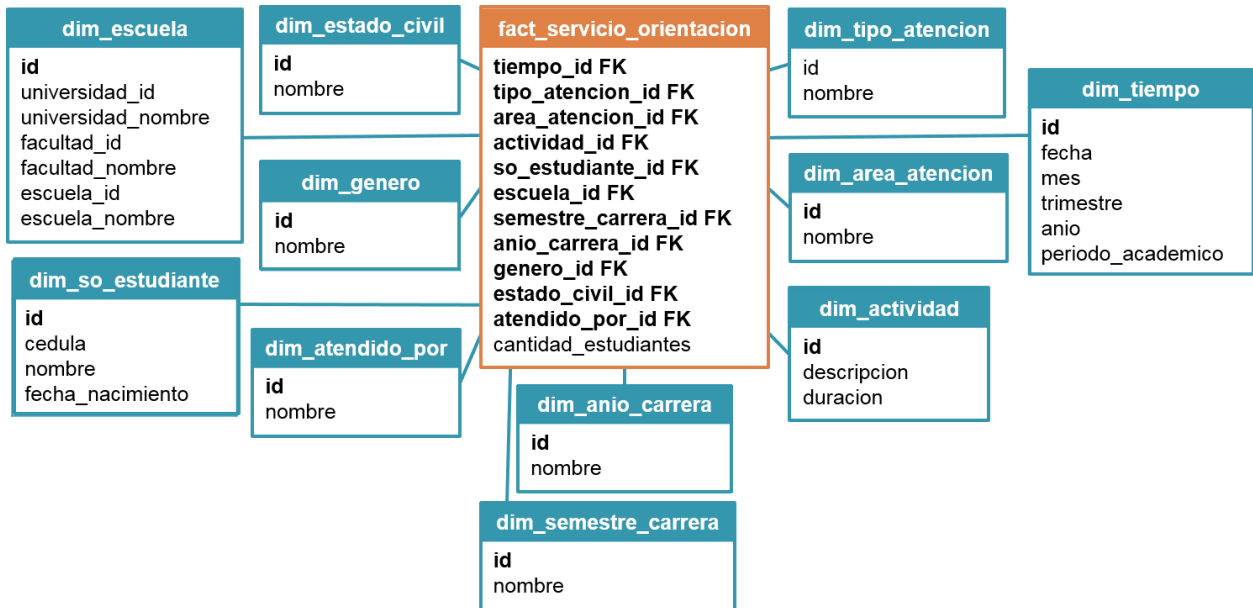 dim_escuela
id
universidad_id
universidad_nombre
facultad_id
facultad_nombre
escuela_id
escuela_nombre
dim_estado_civil
id
nombre
fact_servicio_orientacion
tiempo_id FK
tipo_atencion_id FK
area_atencion_id FK
actividad_id FK
so_estudiante_id FK
escuela_id FK
semestre_carrera_id FK
anio_carrera_id FK
genero_id FK
estado_civil_id FK
atendido_por_id FK
cantidad_estudiantes
dim_tipo_atencion
id
nombre
dim_tiempo
id
fecha
mes
trimestre
anio
periodo_academico
dim_genero
id
nombre
dim_area_atencion
id
nombre
dim_so_estudiante
id
cedula
nombre
fecha_nacimiento
dim_atendido_por
id
nombre
dim_actividad
id
descripcion
duracion
dim_anio_carrera
id
nombre
dim_semestre_carrera
id
nombre